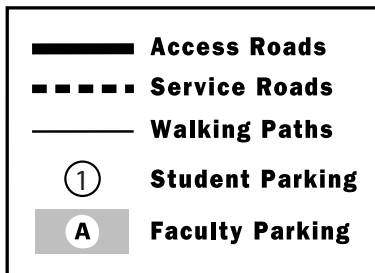 Access Roads
Service Roads
Walking Paths
1 Student Parking
A Faculty Parking